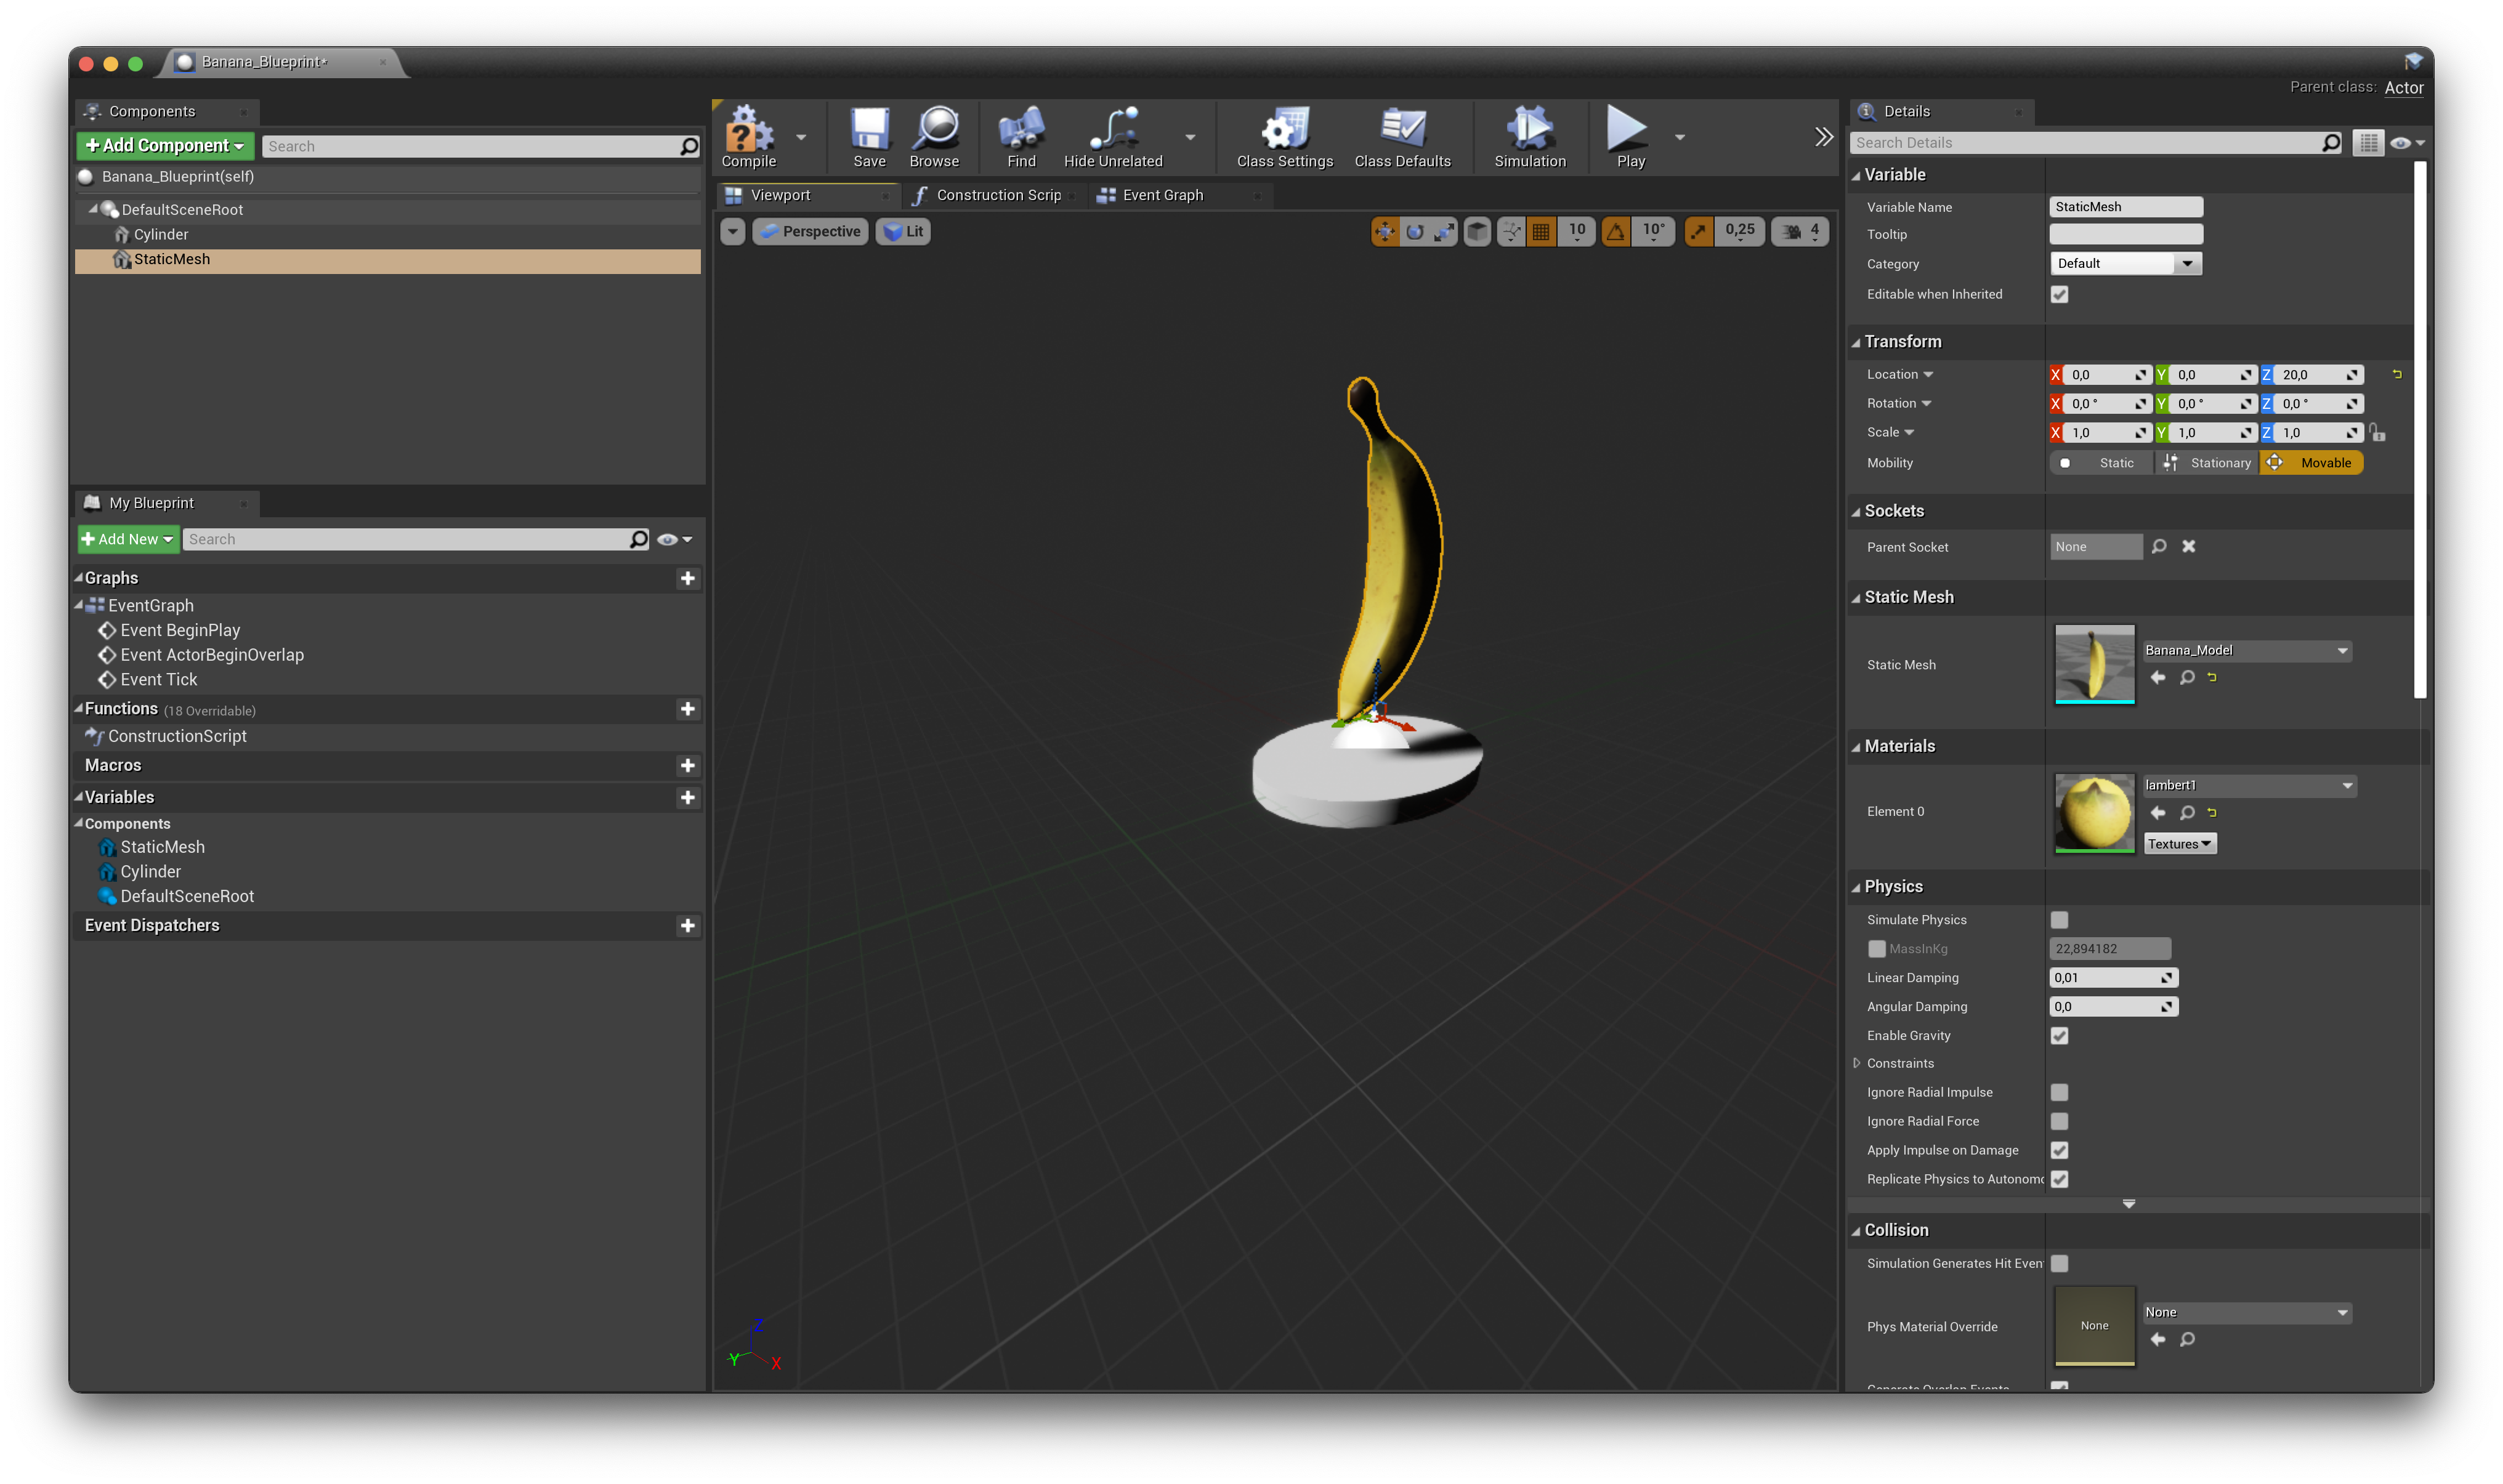 Banana_Blueprint*
Parent class: Actor
Components
Add Component
Search
Banana_Blueprint(self)
DefaultSceneRoot
Cylinder
StaticMesh
My Blueprint
Add New
Search
Graphs
EventGraph
Event BeginPlay
Event ActorBeginOverlap
Event Tick
Functions (18 Overridable)
ConstructionScript
Macros
Variables
Components
StaticMesh
Cylinder
DefaultSceneRoot
Event Dispatchers
Compile
Save
Browse
Find
Hide Unrelated
Class Settings
Class Defaults
Simulation
Play
Viewport
Construction Scrip
Event Graph
Perspective
Lit
10
10°
0,25
4
Z
Y
X
Details
Search Details
Variable
Variable Name StaticMesh
Tooltip
Category Default
Editable when Inherited
Transform
Location X 0,0 Y 0,0 Z 20,0
Rotation X 0,0 ° Y 0,0 ° Z 0,0 °
Scale X 1,0 Y 1,0 Z 1,0
Mobility Static Stationary Movable
Sockets
Parent Socket None
Static Mesh
Static Mesh Banana_Model
Materials
Element 0 lambert1
Textures
Physics
Simulate Physics
MassInKg 22,894182
Linear Damping 0,01
Angular Damping 0,0
Enable Gravity
Constraints
Ignore Radial Impulse
Ignore Radial Force
Apply Impulse on Damage
Replicate Physics to Autonomo
Collision
Simulation Generates Hit Even
Phys Material Override None None
Generate Overlap Events